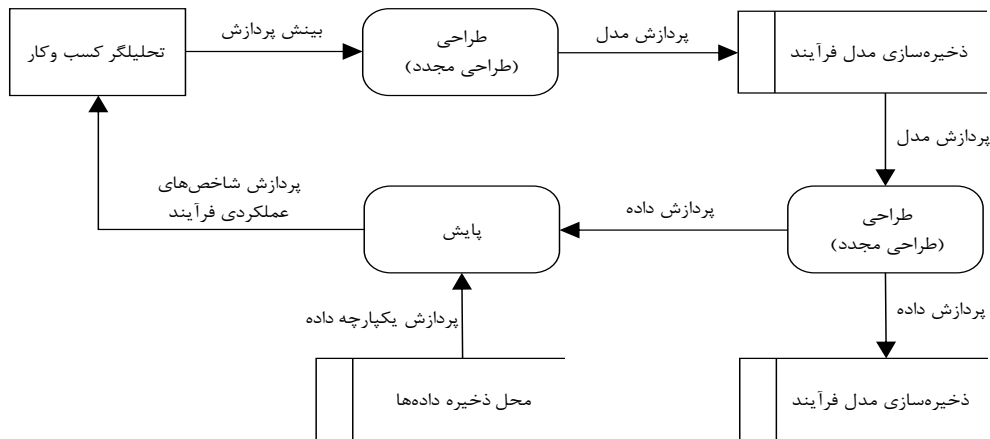 تحلیلگر کسب وکار
بینش پردازش
طراحی
(طراحی مجدد)
پردازش مدل
ذخیره‌سازی مدل فرآیند
پردازش مدل
طراحی
(طراحی مجدد)
پردازش داده
پایش
پردازش شاخص‌های
عملکردی فرآیند
پردازش یکپارچه داده
پردازش داده
محل ذخیره داده‌ها
ذخیره‌سازی مدل فرآیند